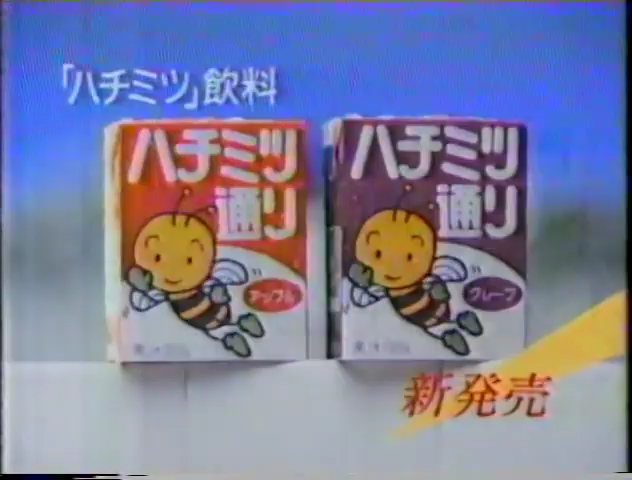 「ハチミツ」飲料
ハチミツ
通り
アップル
ハチミツ
通り
グレープ
新発売